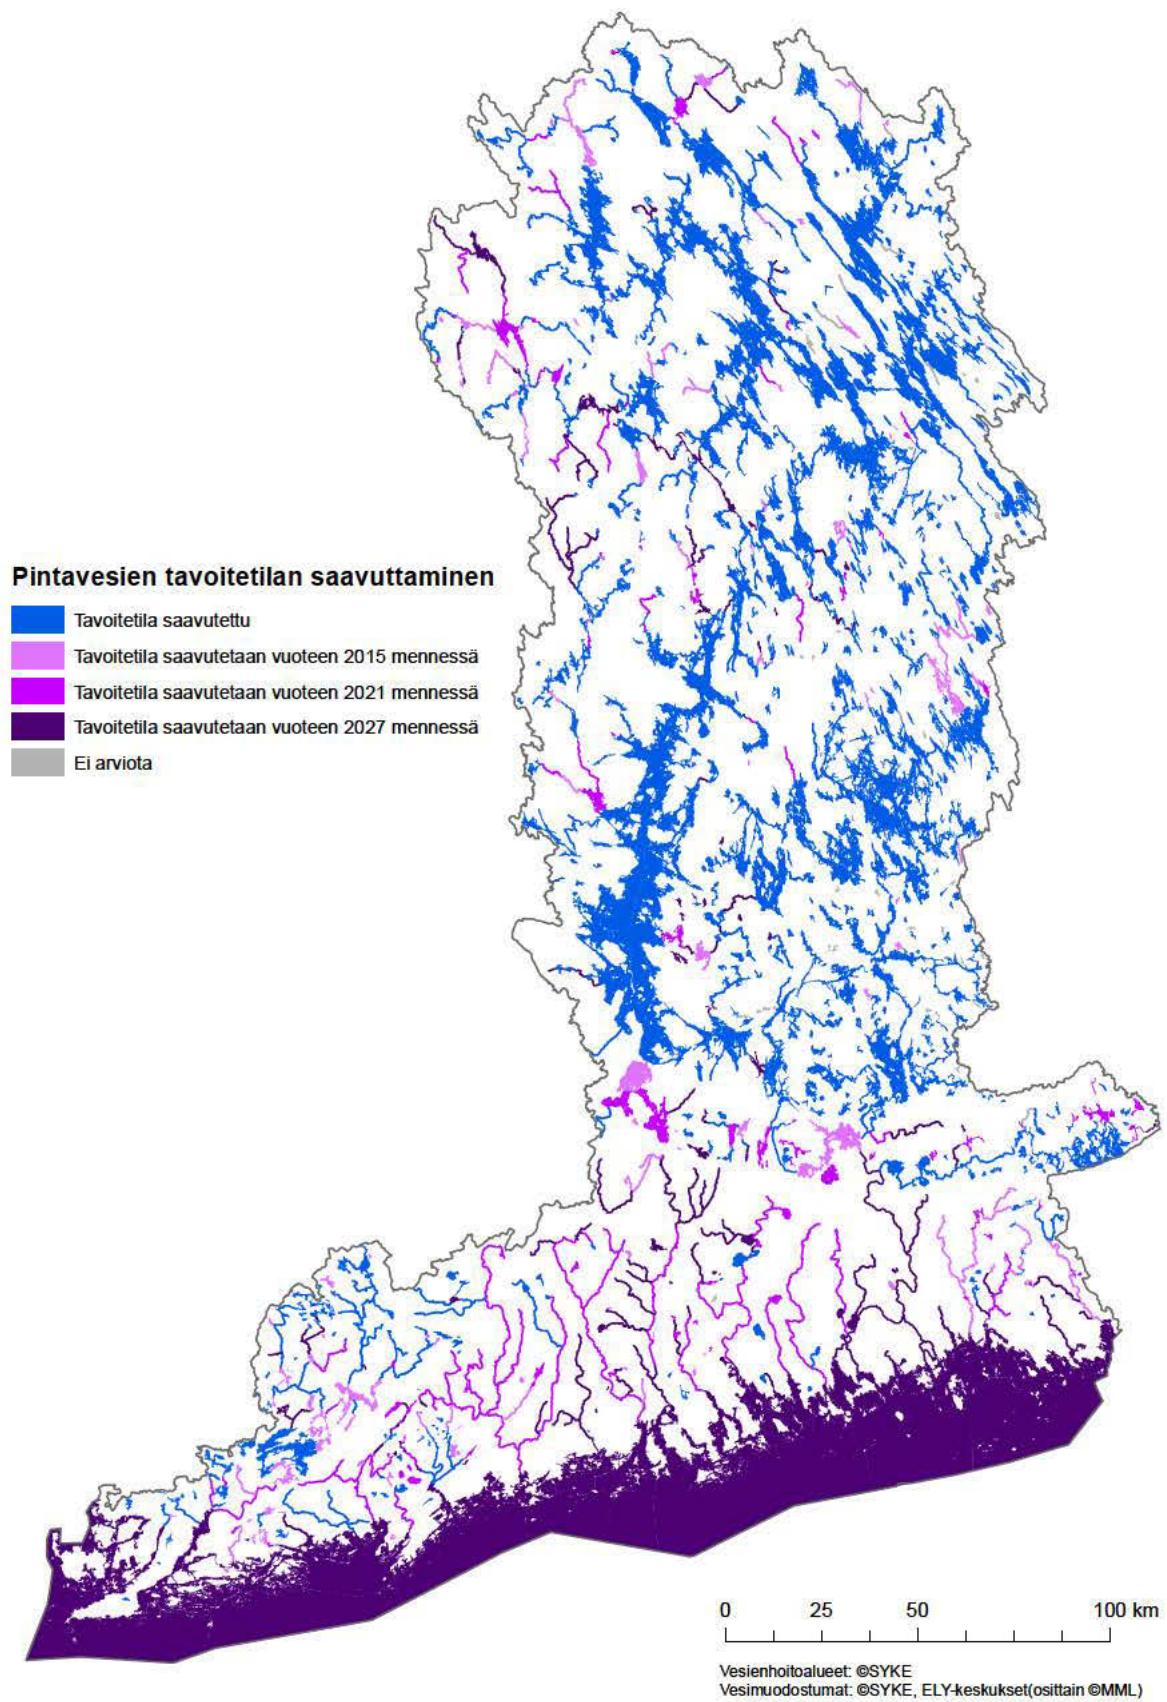 Pintavesien tavoitetilan saavuttaminen
Tavoitetila saavutettu
Tavoitetila saavutetaan vuoteen 2015 mennessä
Tavoitetila saavutetaan vuoteen 2021 mennessä
Tavoitetila saavutetaan vuoteen 2027 mennessä
Ei arviota
0 25 50 100 km
Vesienhoitoalueet: ©SYKE
Vesimuodostumat: ©SYKE, ELY-keskukset(osittain ©MML)